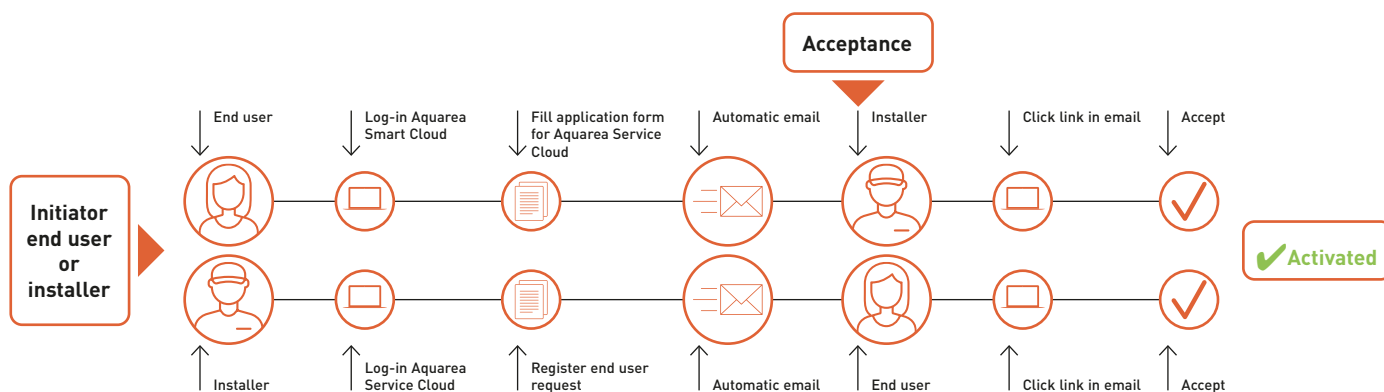 Acceptance
End user
Log-in Aquarea
Smart Cloud
Fill application form
for Aquarea Service
Cloud
Automatic email
Installer
Click link in email
Accept
Initiator
end user
or
installer
Activated
Installer
Log-in Aquarea
Service Cloud
Register end user
request
Automatic email
End user
Click link in email
Accept